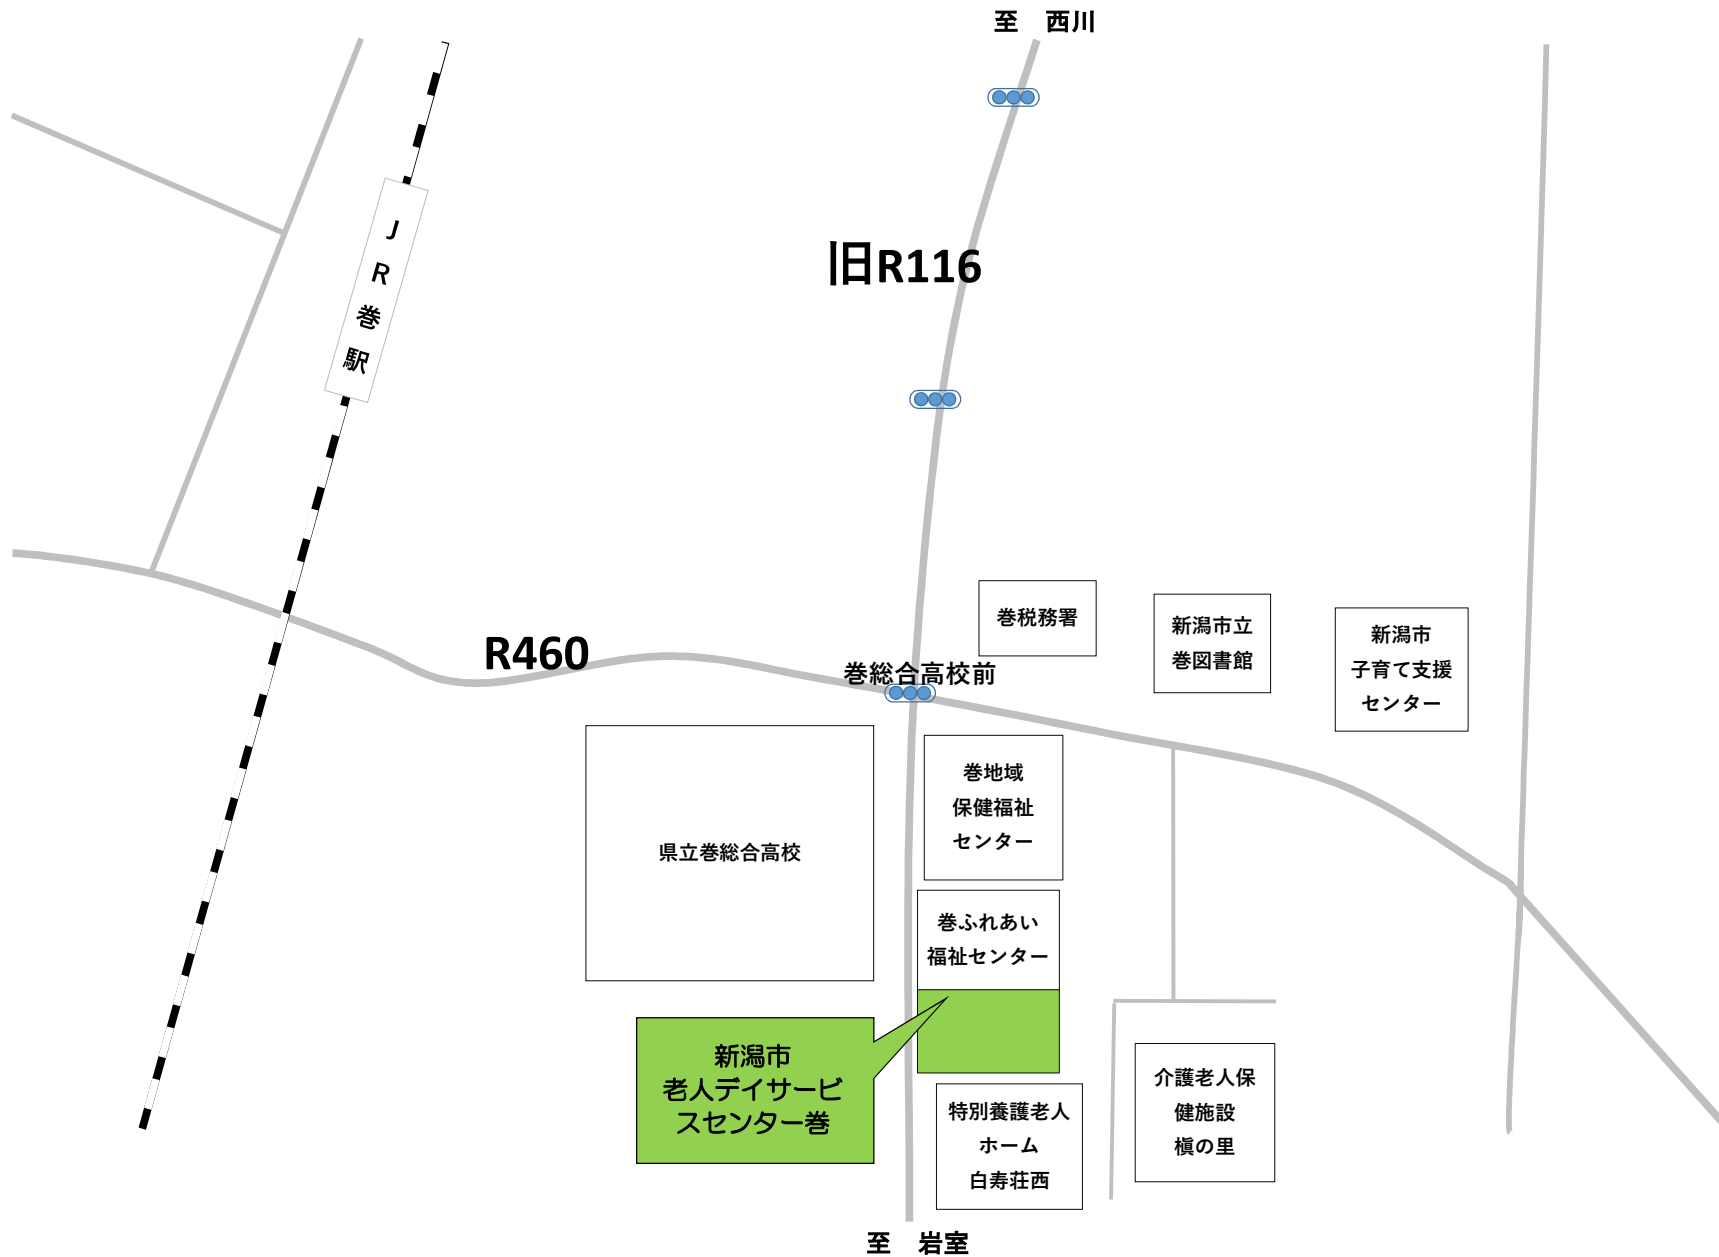 至　西川
JR巻駅
旧R116
R460
巻総合高校前
巻税務署
新潟市立
巻図書館
新潟市
子育て支援
センター
県立巻総合高校
巻地域
保健福祉
センター
巻ふれあい
福祉センター
新潟市
老人デイサービ
スセンター巻
特別養護老人
ホーム
白寿荘西
介護老人保
健施設
槇の里
至　岩室